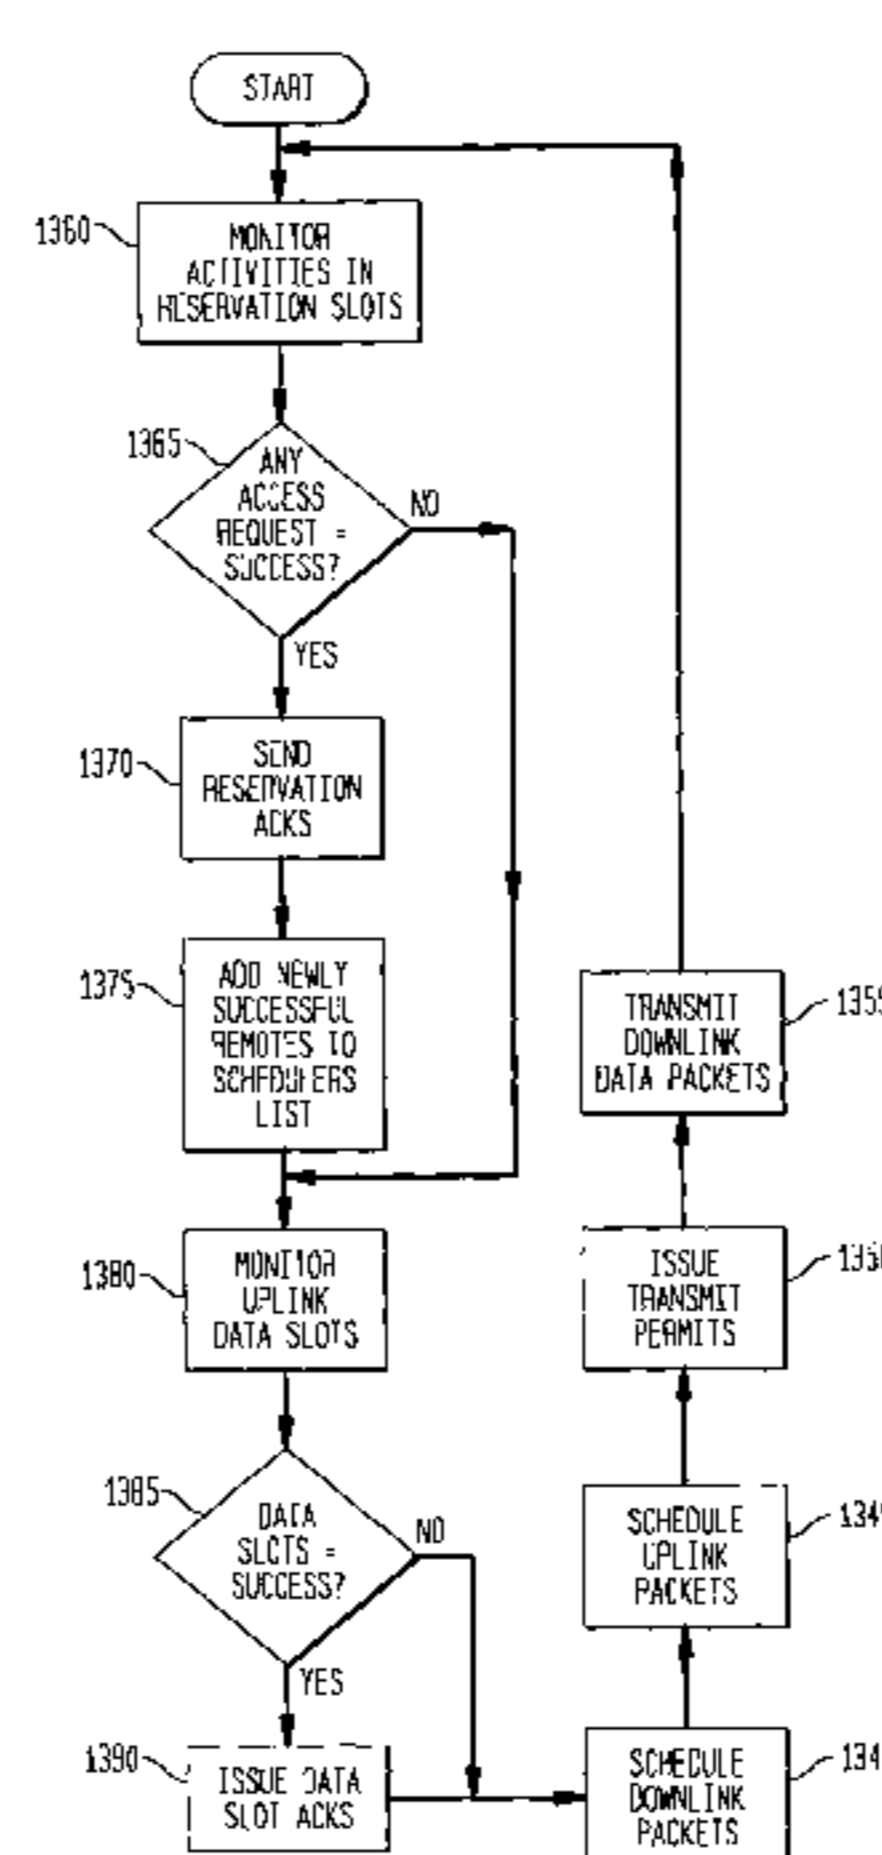 START
1360
MONITOR
ACTIVITIES IN
RESERVATION SLOTS
1365
ANY
ACCESS
REQUEST =
SUCCESS?
NO
YES
1370
SEND
RESERVATION
ACKS
1375
ADD NEWLY
SUCCESSFUL
REMOTES TO
SCHEDULERS
LIST
1380
MONITOR
UPLINK
DATA SLOTS
1385
DATA
SLOTS =
SUCCESS?
NO
YES
1390
ISSUE DATA
SLOT ACKS
SCHEDULE
DOWNLINK
PACKETS
SCHEDULE
UPLINK
PACKETS
ISSUE
TRANSMIT
PERMITS
TRANSMIT
DOWNLINK
DATA PACKETS